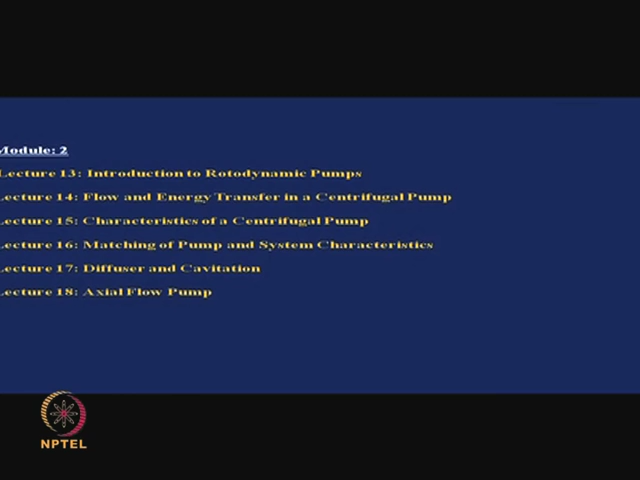 Module: 2
Lecture 13: Introduction to Rotodynamic Pumps
Lecture 14: Flow and Energy Transfer in a Centrifugal Pump
Lecture 15: Characteristics of a Centrifugal Pump
Lecture 16: Matching of Pump and System Characteristics
Lecture 17: Diffuser and Cavitation
Lecture 18: Axial Flow Pump
NPTEL